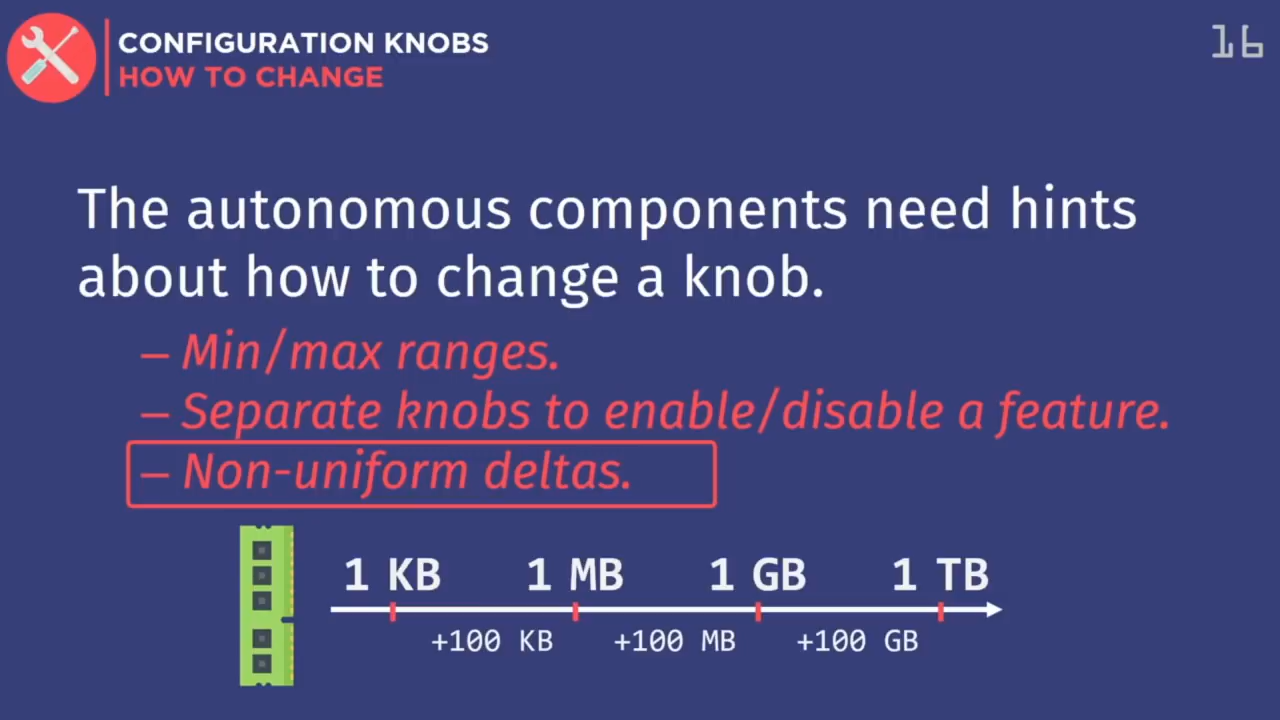 CONFIGURATION KNOBS
HOW TO CHANGE
16
The autonomous components need hints
about how to change a knob.
– Min/max ranges.
– Separate knobs to enable/disable a feature.
– Non-uniform deltas.
1 KB 1 MB 1 GB 1 TB
+100 KB +100 MB +100 GB